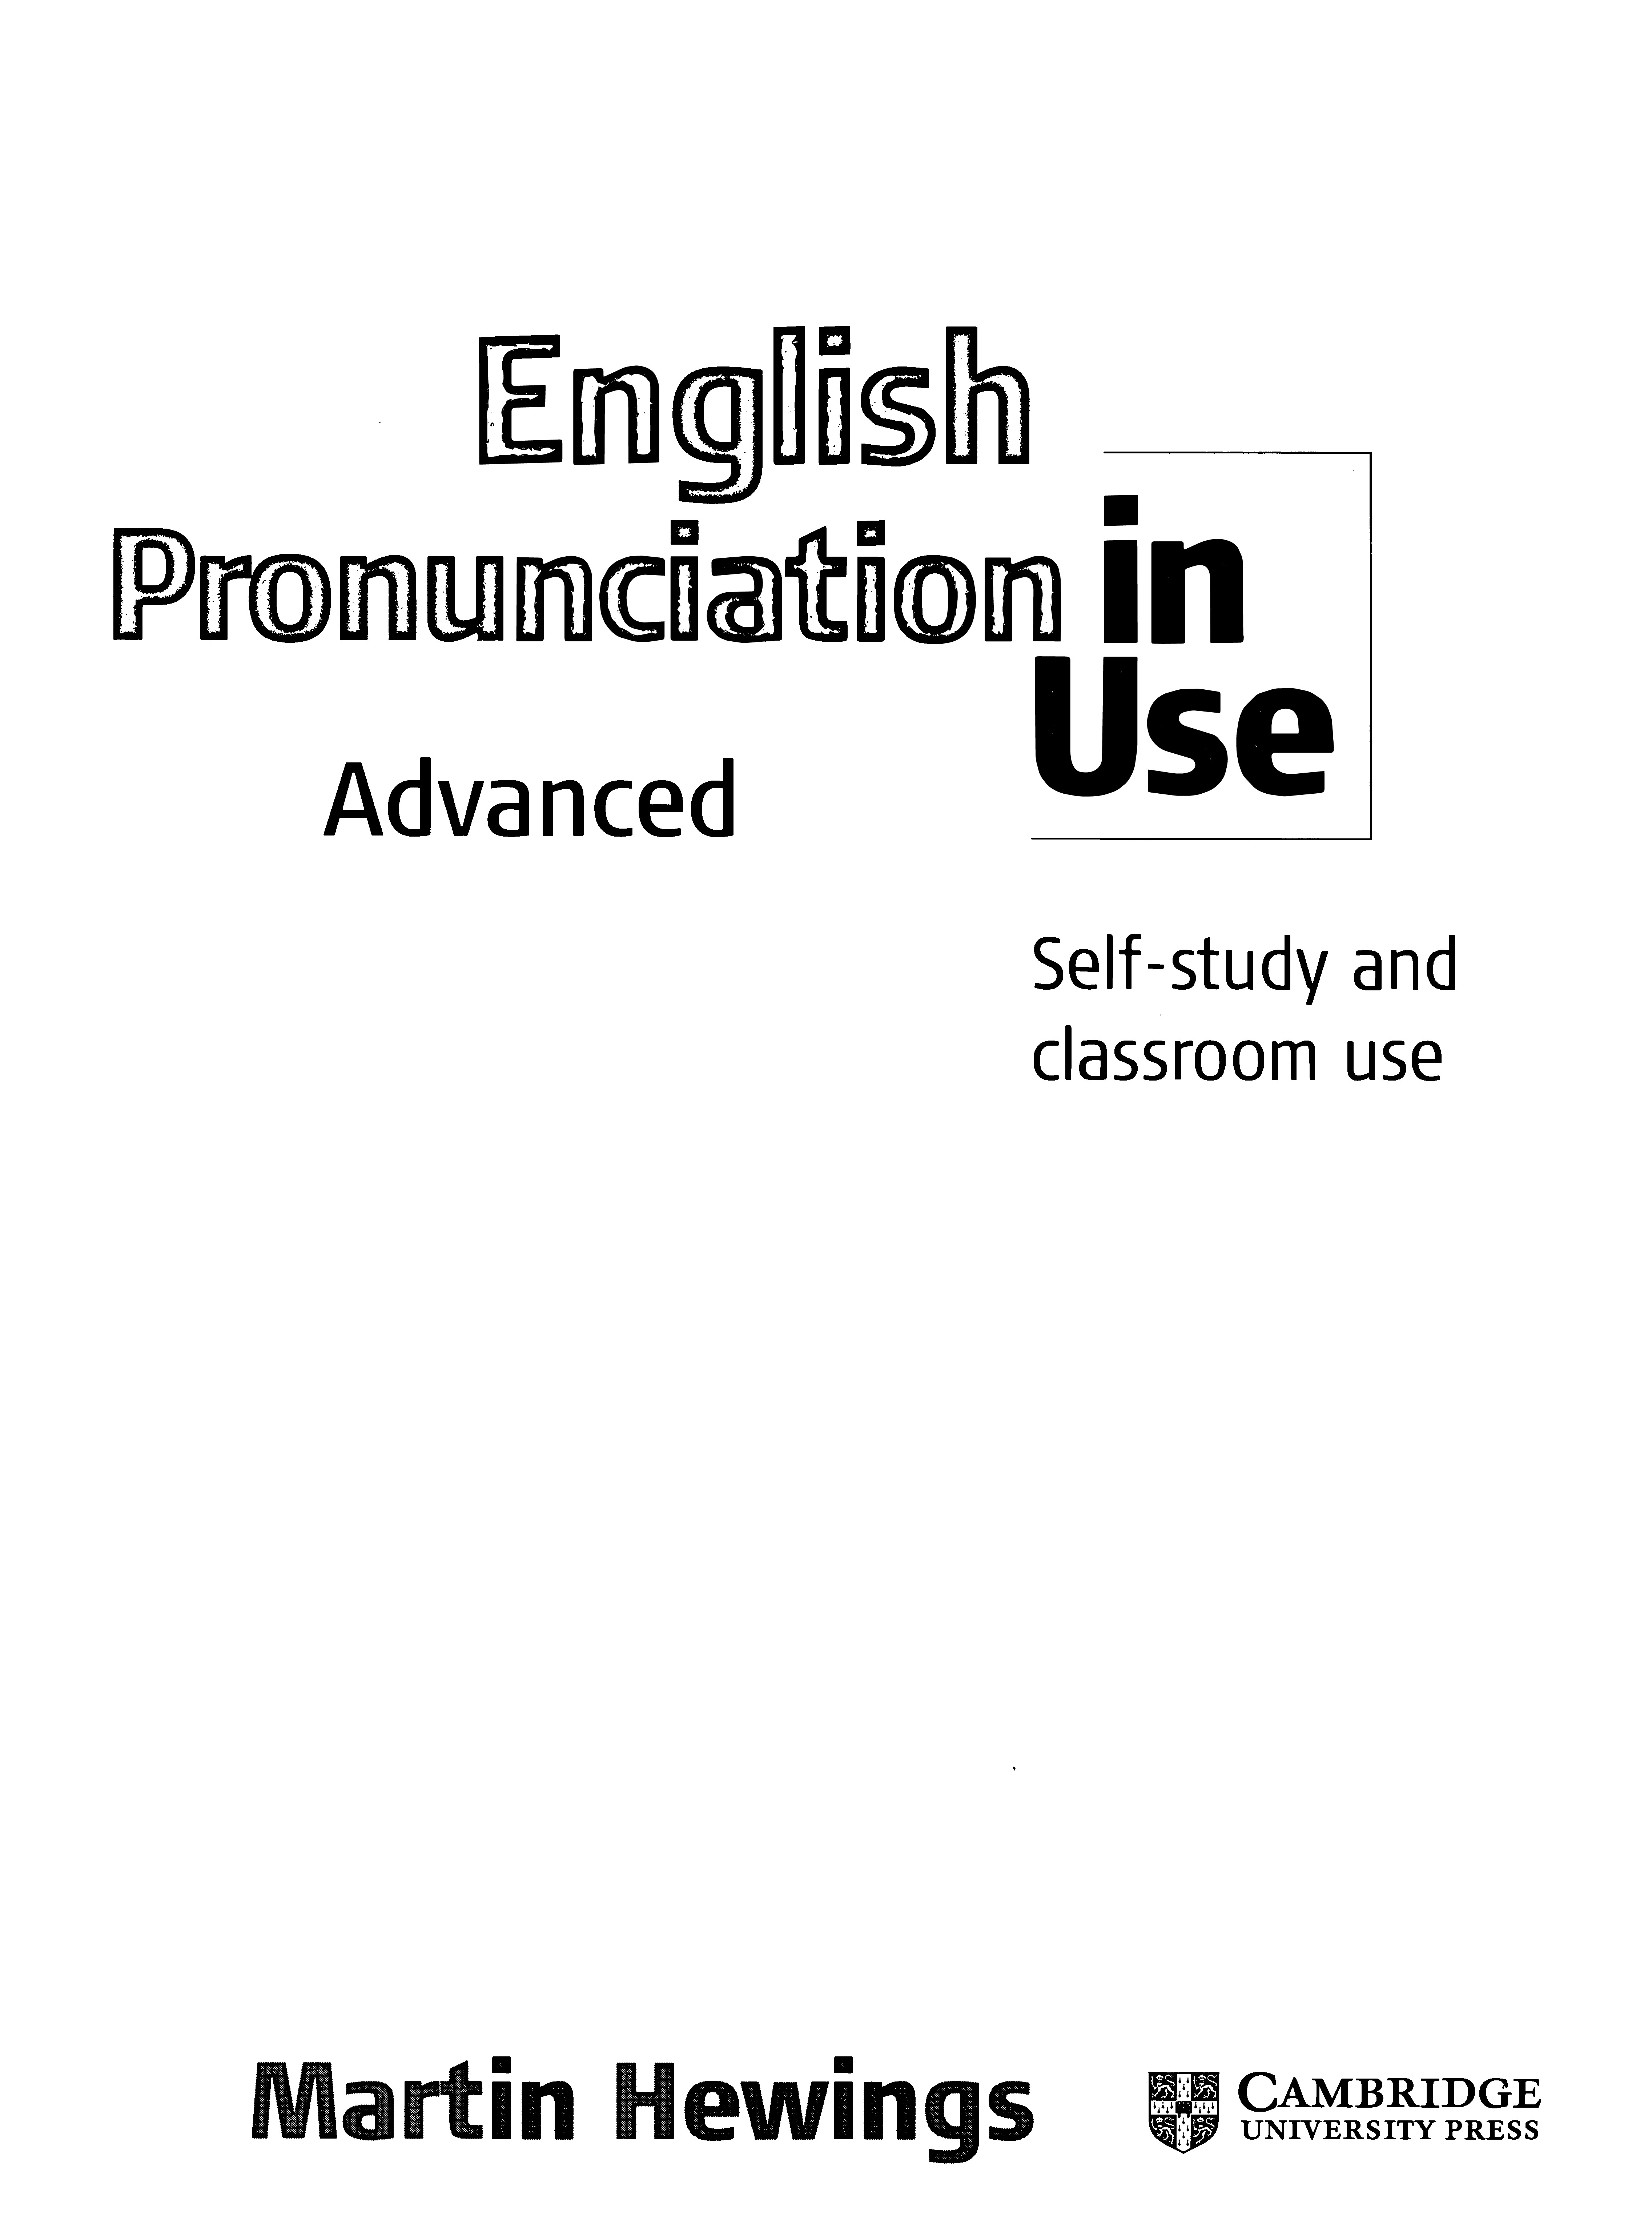 English
Pronunciation in
Use
Advanced
Self-study and
classroom use
Martin Hewings
CAMBRIDGE
UNIVERSITY PRESS